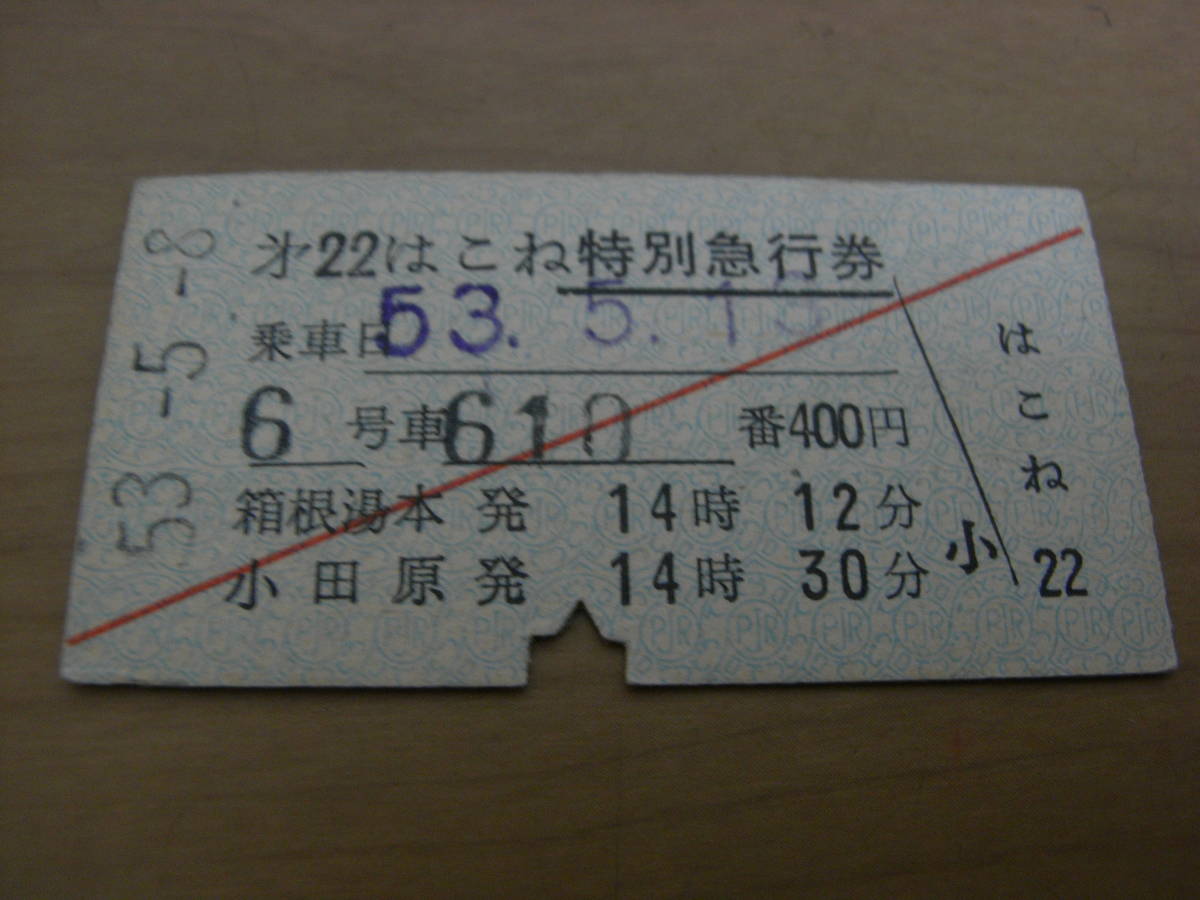 53-5-8
第22はこね特別急行券
乗車日 53. 5. 13
6 号車 610 番400円
箱根湯本 発 14時 12分
小田原発 14時 30分
小
はこね
22